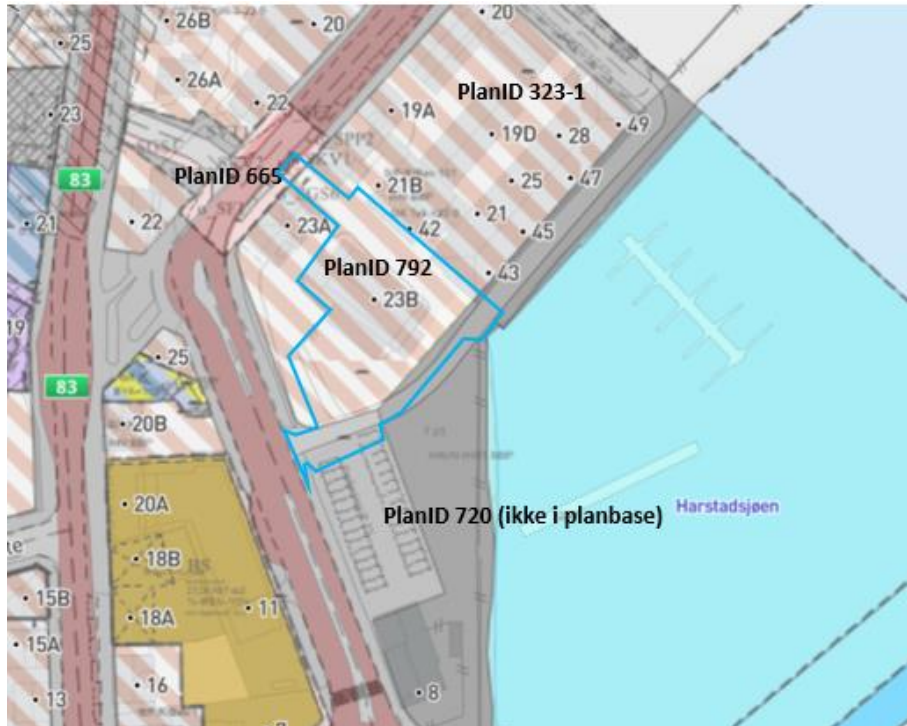 26B
20
20
25
PlanID 323-1
26A
22
19A
23
19D
28
49
SPP2
KV1
PlanID 665
83
21B
25
47
21
22
23A
42
21
45
PlanID 792
43
23B
19
25
83
20B
PlanID 720 (ikke i planbase)
Harstadsjøen
20A
18B
15B
18A
11
15A
16
13
8